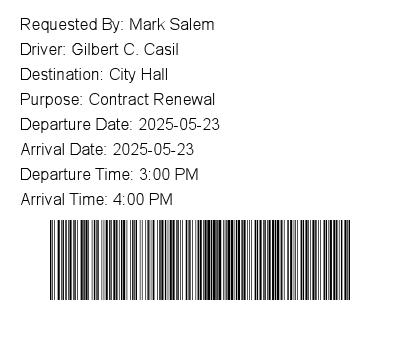 Requested By: Mark Salem
Driver: Gilbert C. Casil
Destination: City Hall
Purpose: Contract Renewal
Departure Date: 2025-05-23
Arrival Date: 2025-05-23
Departure Time: 3:00 PM
Arrival Time: 4:00 PM